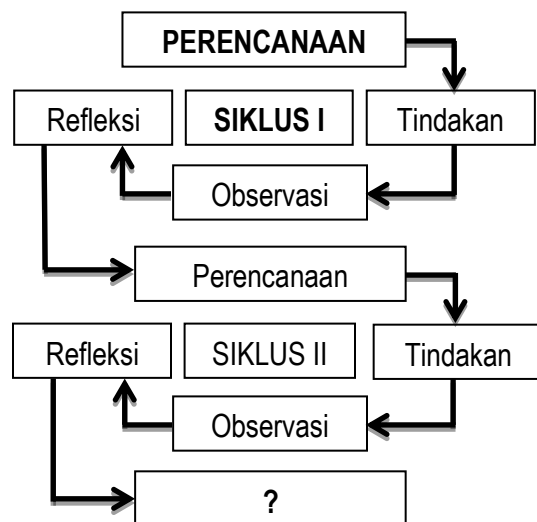 PERENCANAAN
Refleksi
SIKLUS I
Tindakan
Observasi
Perencanaan
Refleksi
SIKLUS II
Tindakan
Observasi
?